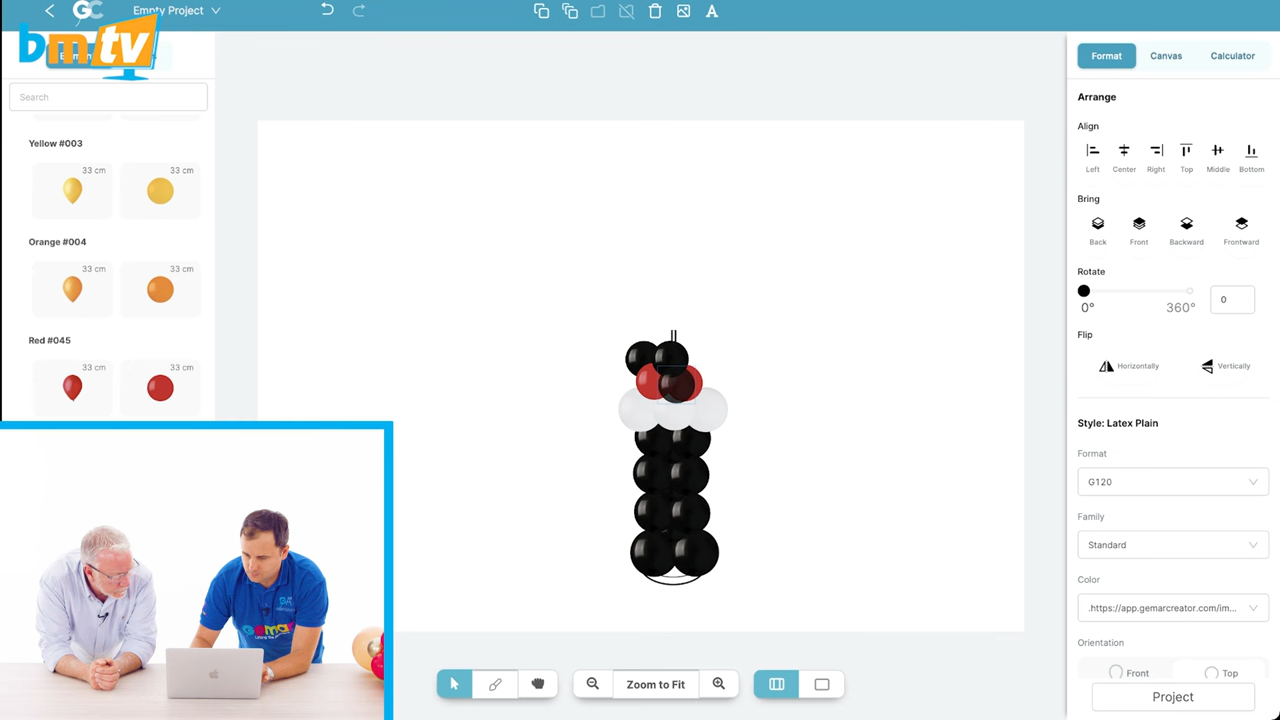 GC
Empty Project
bmtv
Search
Format
Canvas
Calculator
Arrange
Align
Left
Center
Right
Top
Middle
Bottom
Bring
Back
Front
Backward
Frontward
Rotate
0°
360°
0
Flip
Horizontally
Vertically
Style: Latex Plain
Format
G120
Family
Standard
Color
.https://app.gemarcreator.com/im...
Orientation
Front
Top
Project
Yellow #003
33 cm
33 cm
Orange #004
33 cm
33 cm
Red #045
33 cm
33 cm
Zoom to Fit
A